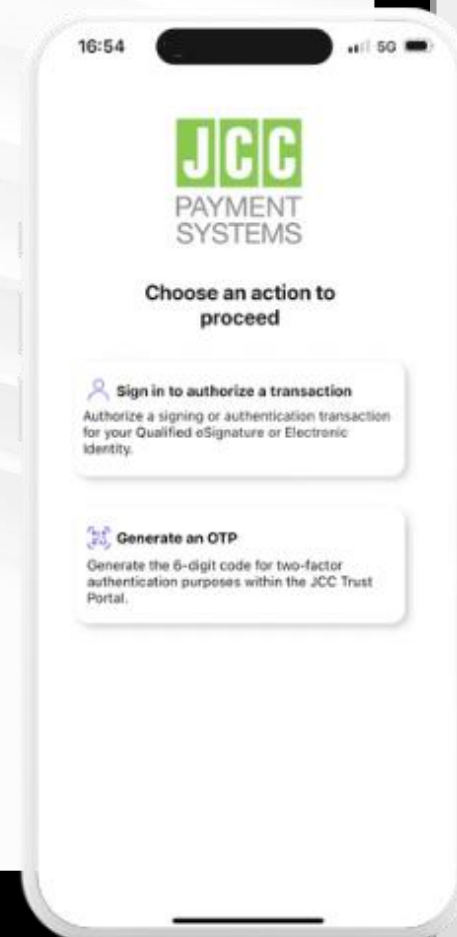 16:54
5G
JCC
PAYMENT
SYSTEMS
Choose an action to
proceed
Sign in to authorize a transaction
Authorize a signing or authentication transaction
for your Qualified eSignature or Electronic
Identity.
Generate an OTP
Generate the 6-digit code for two-factor
authentication purposes within the JCC Trust
Portal.